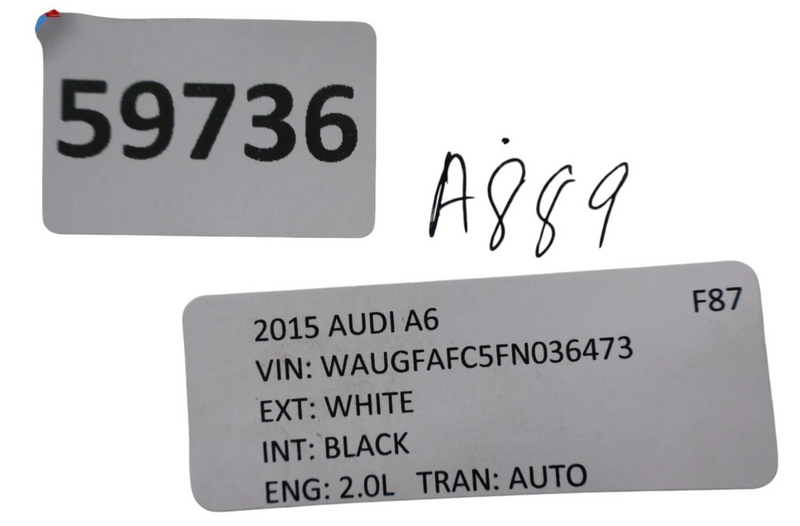 59736
A889
F87
2015 AUDI A6
VIN: WAUGFAFC5FN036473
EXT: WHITE
INT: BLACK
ENG: 2.0L TRAN: AUTO